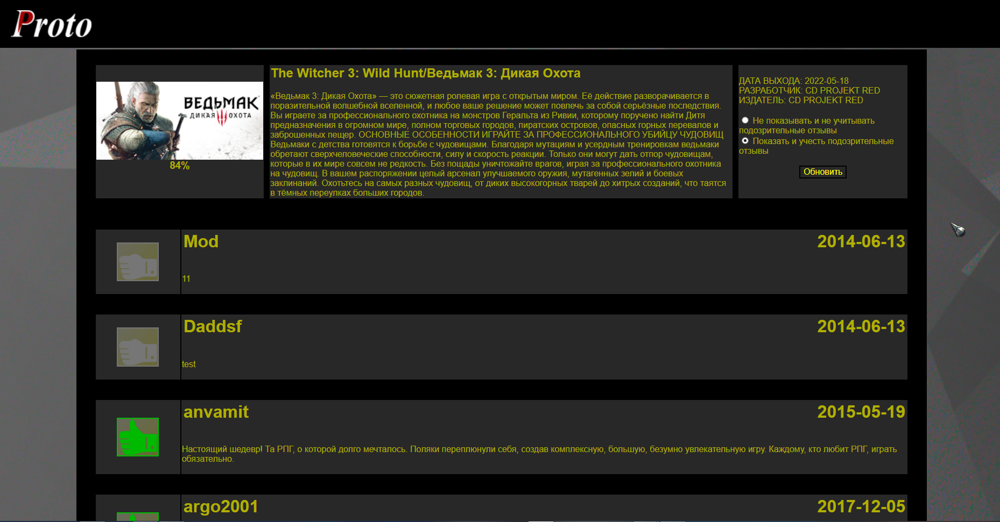 Proto
ВЕДЬМАК
ДИКАЯ ОХОТА
84%
The Witcher 3: Wild Hunt/Ведьмак 3: Дикая Охота
«Ведьмак 3: Дикая Охота» — это сюжетная ролевая игра с открытым миром. Её действие разворачивается в
поразительной волшебной вселенной, и любое ваше решение может повлечь за собой серьёзные последствия.
Вы играете за профессионального охотника на монстров Геральта из Ривии, которому поручено найти Дитя
предназначения в огромном мире, полном торговых городов, пиратских островов, опасных горных перевалов и
заброшенных пещер. ОСНОВНЫЕ ОСОБЕННОСТИ ИГРАЙТЕ ЗА ПРОФЕССИОНАЛЬНОГО УБИЙЦУ ЧУДОВИЩ
Ведьмаки с детства готовятся к борьбе с чудовищами. Благодаря мутациям и усердным тренировкам ведьмаки
обретают сверхчеловеческие способности, силу и скорость реакции. Только они могут дать отпор чудовищам,
которые в их мире совсем не редкость. Без пощады уничтожайте врагов, играя за профессионального охотника
на чудовищ. В вашем распоряжении целый арсенал улучшаемого оружия, мутагенных зелий и боевых
заклинаний. Охотьтесь на самых разных чудовищ, от диких высокогорных тварей до хитрых созданий, что таятся
в тёмных переулках больших городов.
ДАТА ВЫХОДА: 2022-05-18
РАЗРАБОТЧИК: CD PROJEKT RED
ИЗДАТЕЛЬ: CD PROJEKT RED
Не показывать и не учитывать
подозрительные отзывы
Показать и учесть подозрительные
отзывы
Обновить
Mod 2014-06-13
11
Daddsf 2014-06-13
test
anvamit 2015-05-19
Настоящий шедевр! Та РПГ, о которой долго мечталось. Поляки переплюнули себя, создав комплексную, большую, безумно увлекательную игру. Каждому, кто любит РПГ, играть
обязательно.
argo2001 2017-12-05